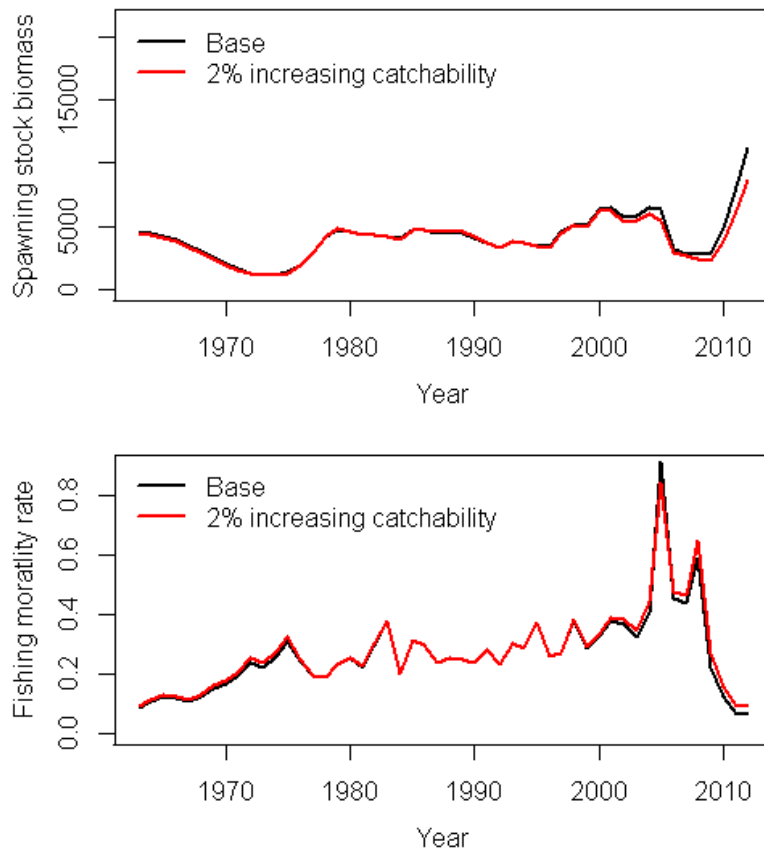 Base
2% increasing catchability
Spawning stock biomass
15000
5000
0
1970 1980 1990 2000 2010
Year
Base
2% increasing catchability
Fishing moratlity rate
0.8
0.6
0.4
0.2
0.0
1970 1980 1990 2000 2010
Year